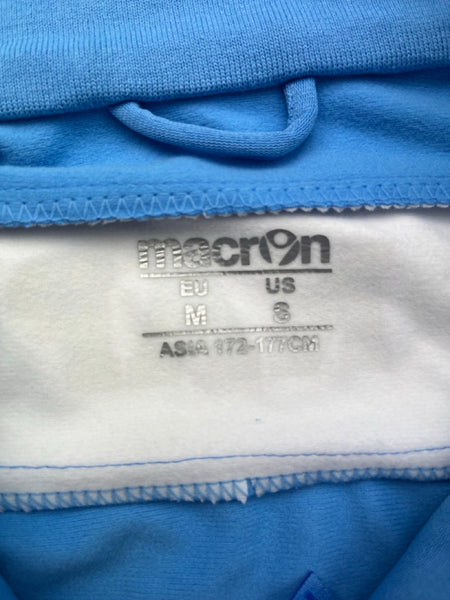 macron
EU US
M S
ASIA 172-177CM